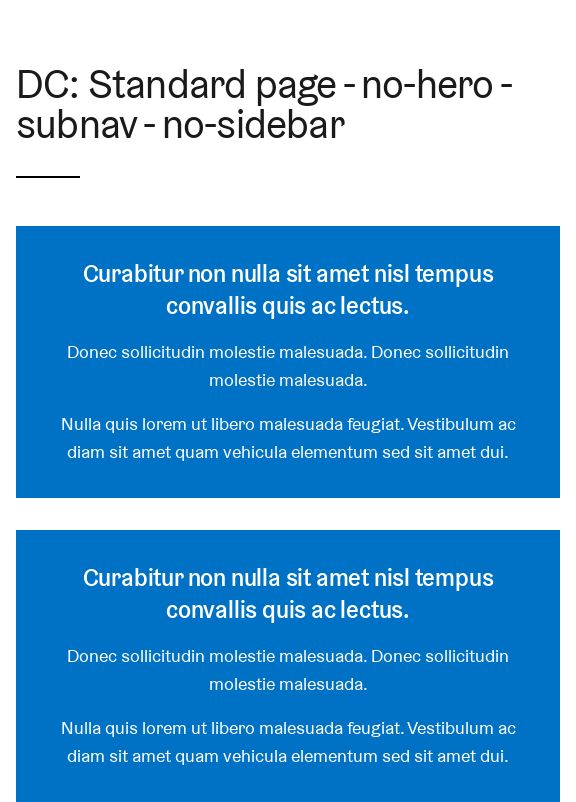 DC: Standard page - no-hero -
subnav - no-sidebar
Curabitur non nulla sit amet nisl tempus
convallis quis ac lectus.
Donec sollicitudin molestie malesuada. Donec sollicitudin
molestie malesuada.
Nulla quis lorem ut libero malesuada feugiat. Vestibulum ac
diam sit amet quam vehicula elementum sed sit amet dui.
Curabitur non nulla sit amet nisl tempus
convallis quis ac lectus.
Donec sollicitudin molestie malesuada. Donec sollicitudin
molestie malesuada.
Nulla quis lorem ut libero malesuada feugiat. Vestibulum ac
diam sit amet quam vehicula elementum sed sit amet dui.